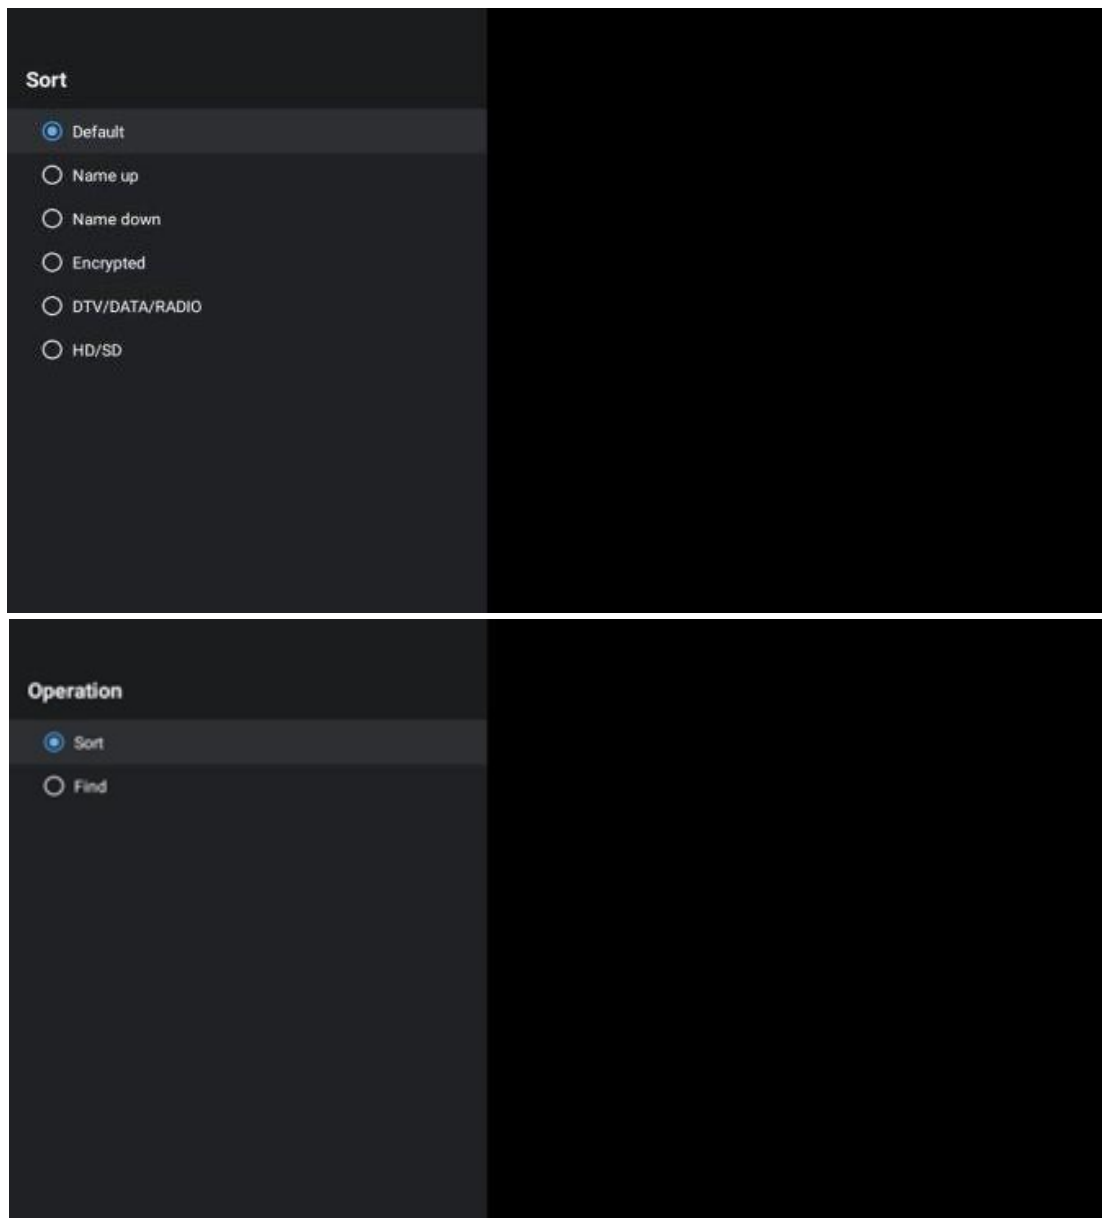 Sort
Default
Name up
Name down
Encrypted
DTV/DATA/RADIO
HD/SD
Operation
Sort
Find